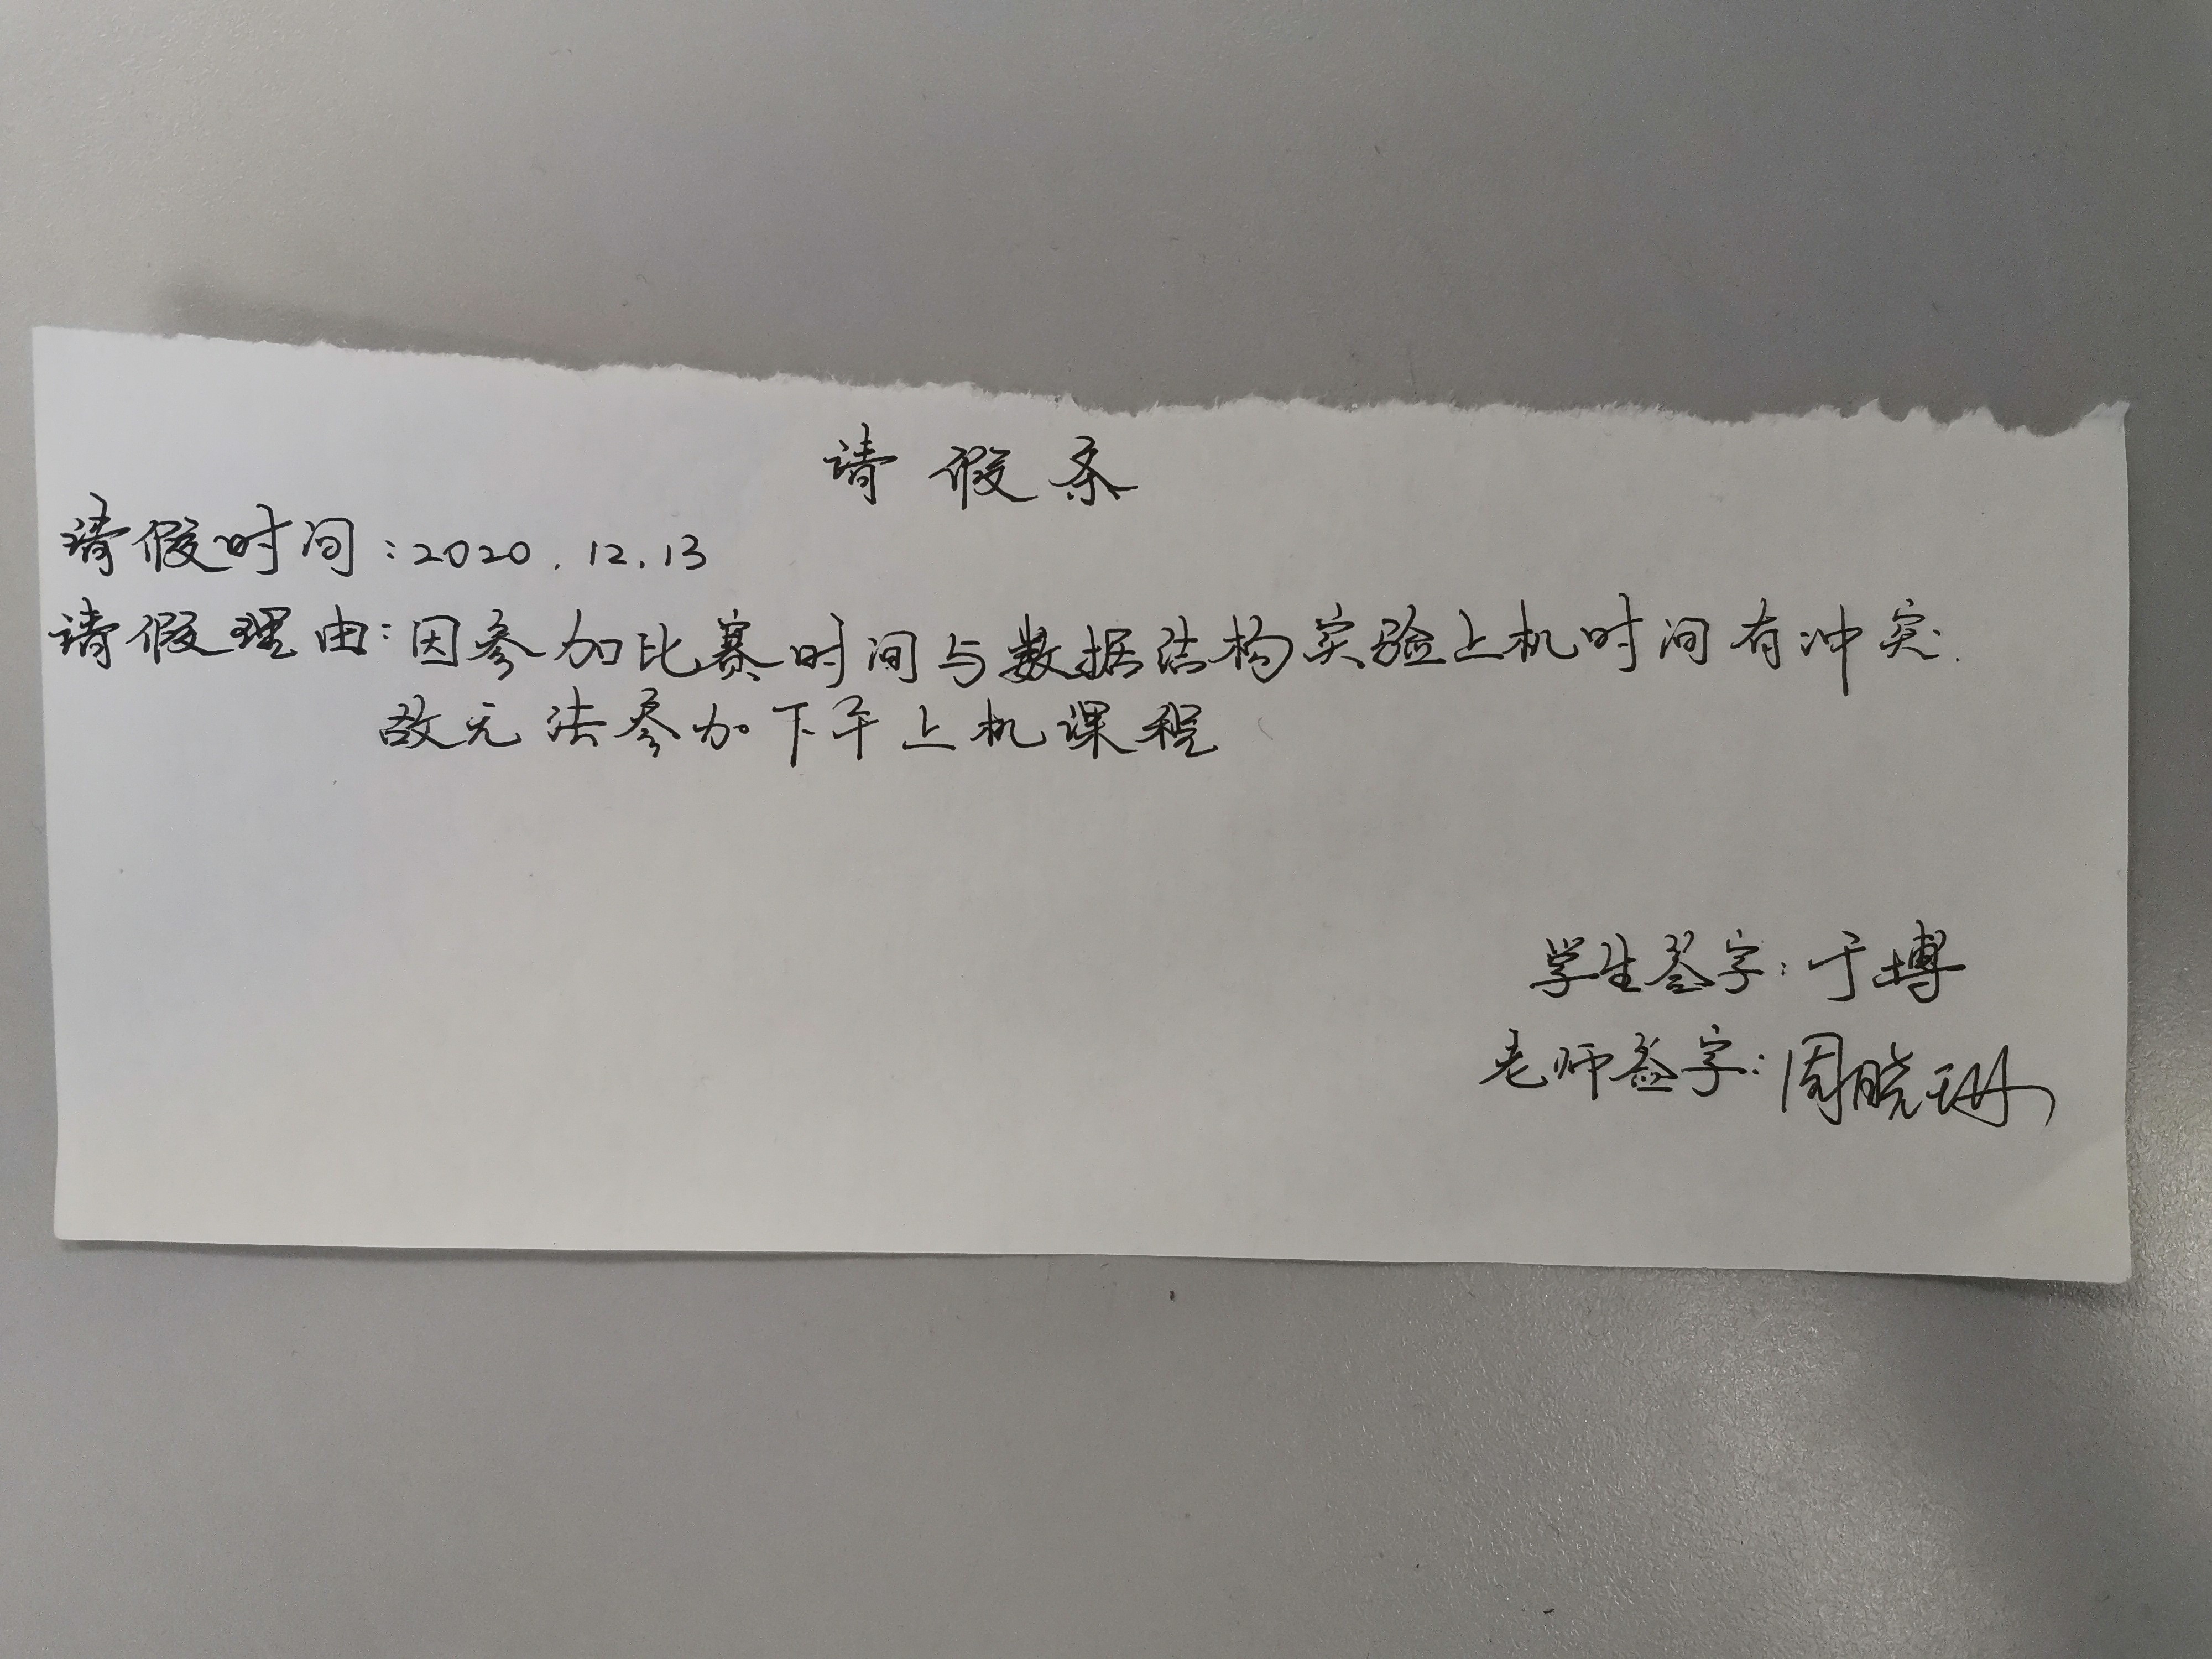 请假条
请假时间:2020.12.13
请假理由:因参加比赛时间与数据结构实验上机时间有冲突.
故无法参加下午上机课程
学生签字:于博
老师签字:周晓琳